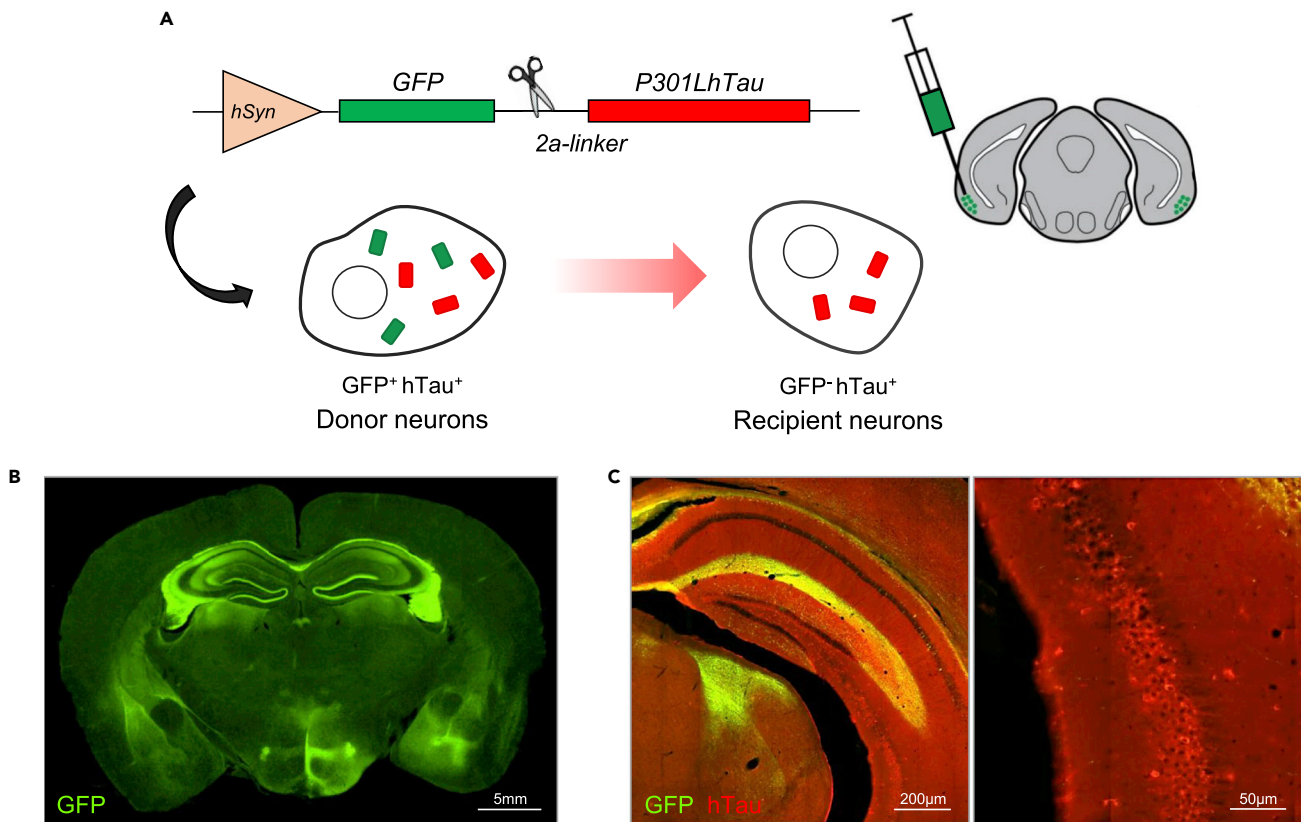 A
hSyn
GFP
P301LhTau
2a-linker
GFP⁺ hTau⁺
Donor neurons
GFP⁻ hTau⁺
Recipient neurons
B
GFP
5mm
C
GFP hTau
200µm
50µm